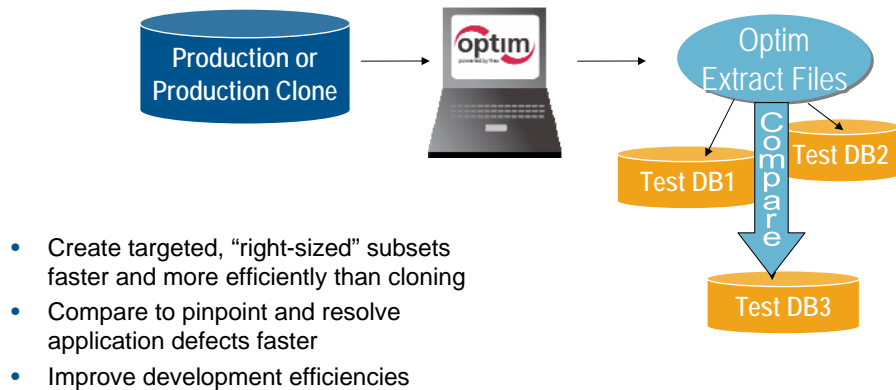 Production or
Production Clone
optim
Optim
Extract Files
Compare
Test DB1
Test DB2
Test DB3
• Create targeted, “right-sized” subsets
faster and more efficiently than cloning
• Compare to pinpoint and resolve
application defects faster
• Improve development efficiencies